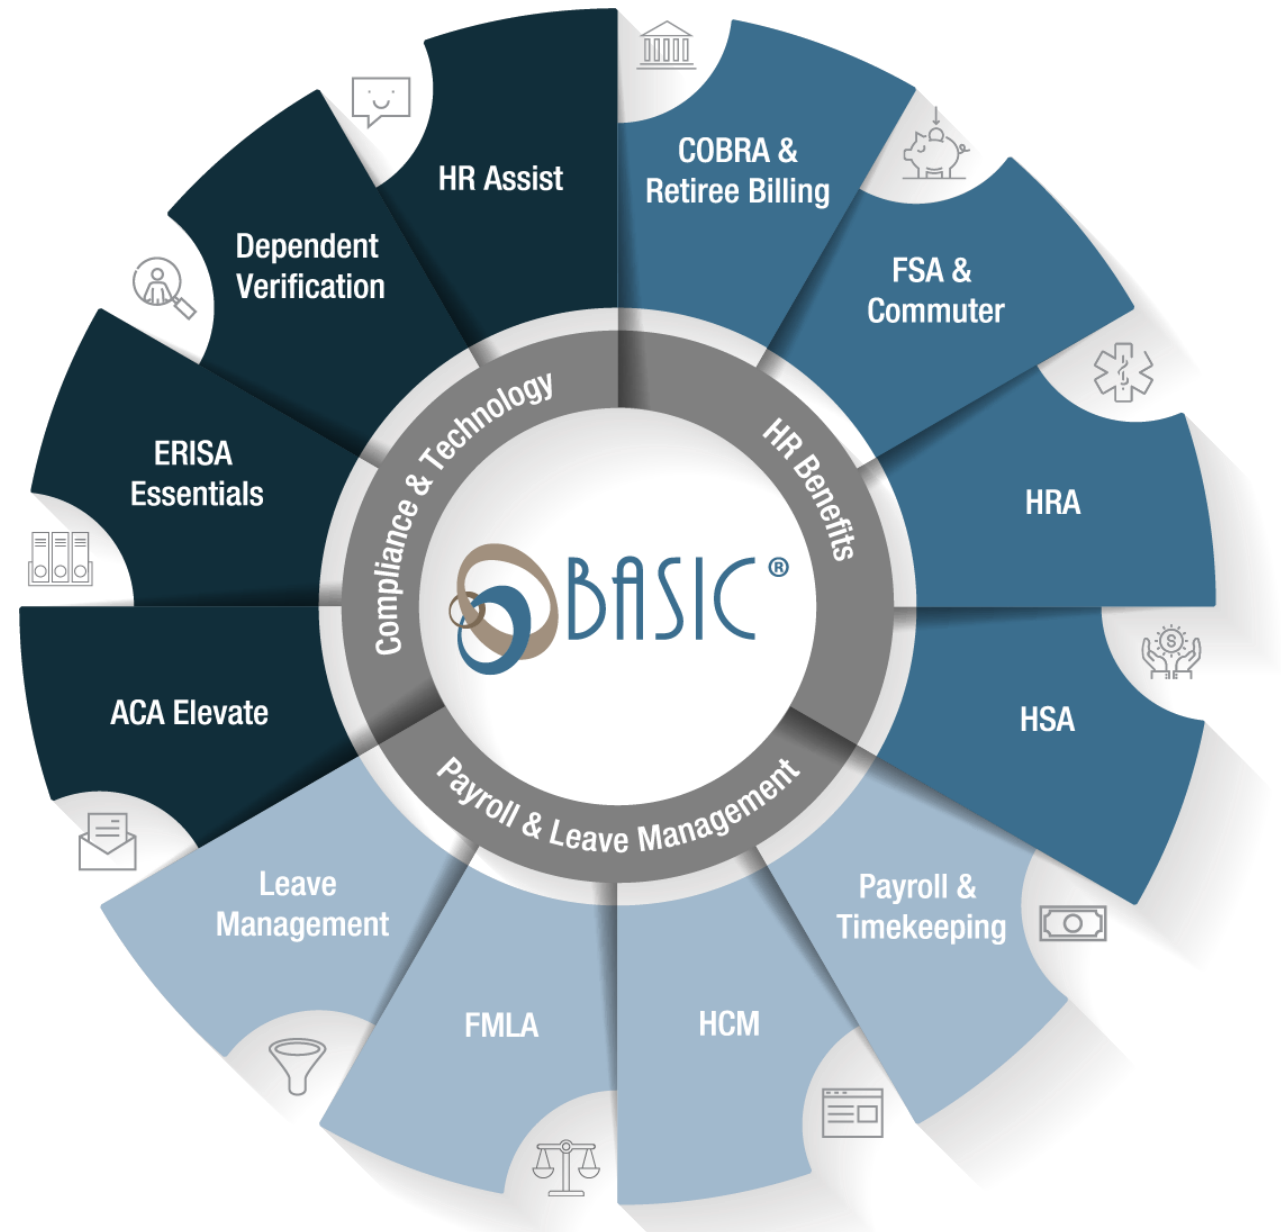 HR Assist
COBRA &
Retiree Billing
FSA &
Commuter
HRA
HSA
Payroll &
Timekeeping
HCM
FMLA
Leave
Management
ACA Elevate
ERISA
Essentials
Dependent
Verification
Compliance & Technology
HR Benefits
Payroll & Leave Management
BASIC®
S